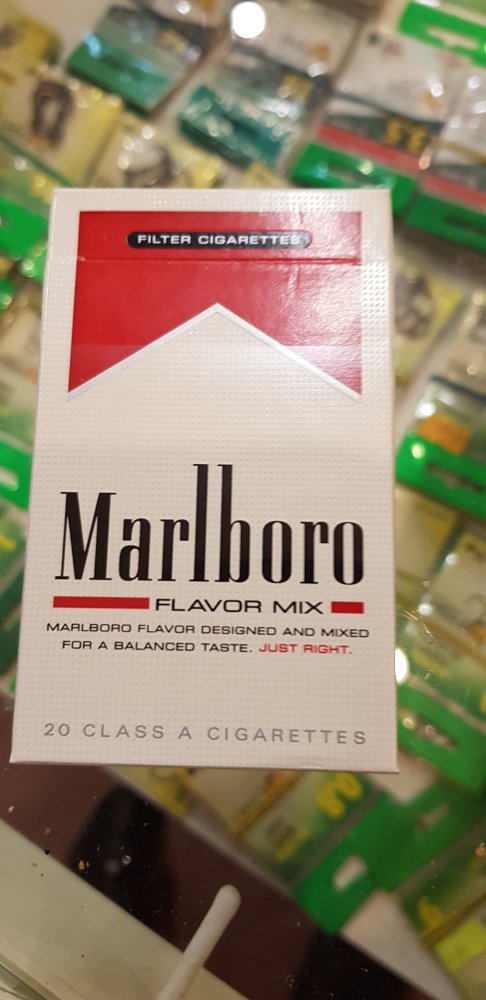 FILTER CIGARETTES
Marlboro
FLAVOR MIX
MARLBORO FLAVOR DESIGNED AND MIXED
FOR A BALANCED TASTE. JUST RIGHT.
20 CLASS A CIGARETTES